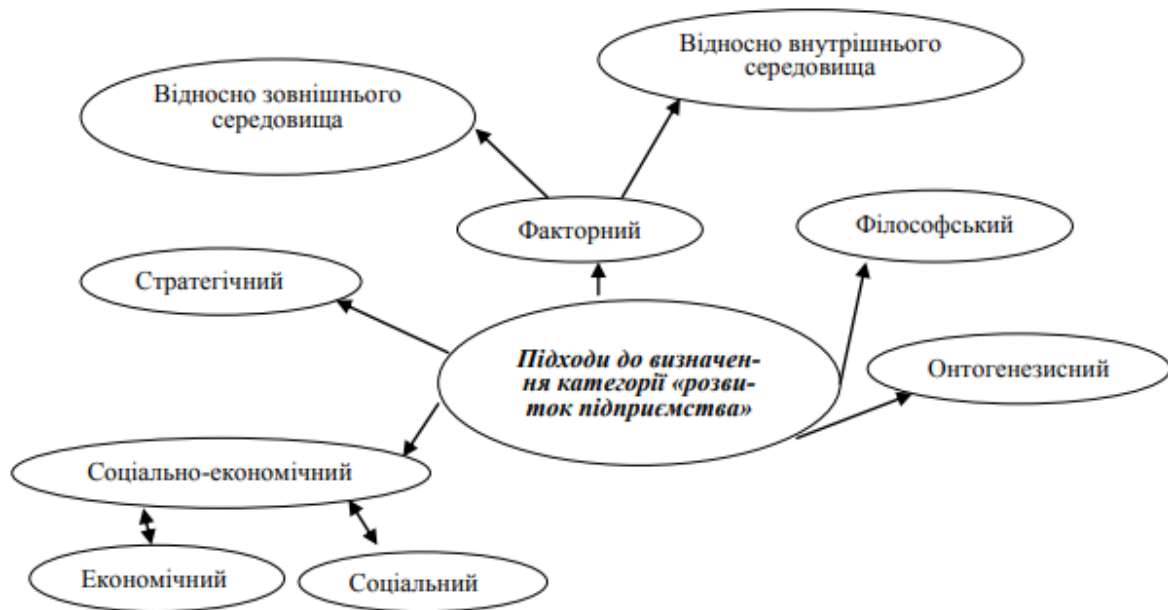 Відносно внутрішнього
середовища
Відносно зовнішнього
середовища
Факторний
Філософський
Стратегічний
Підходи до визначен-
ня категорії «розви-
ток підприємства»
Онтогенезисний
Соціально-економічний
Економічний
Соціальний